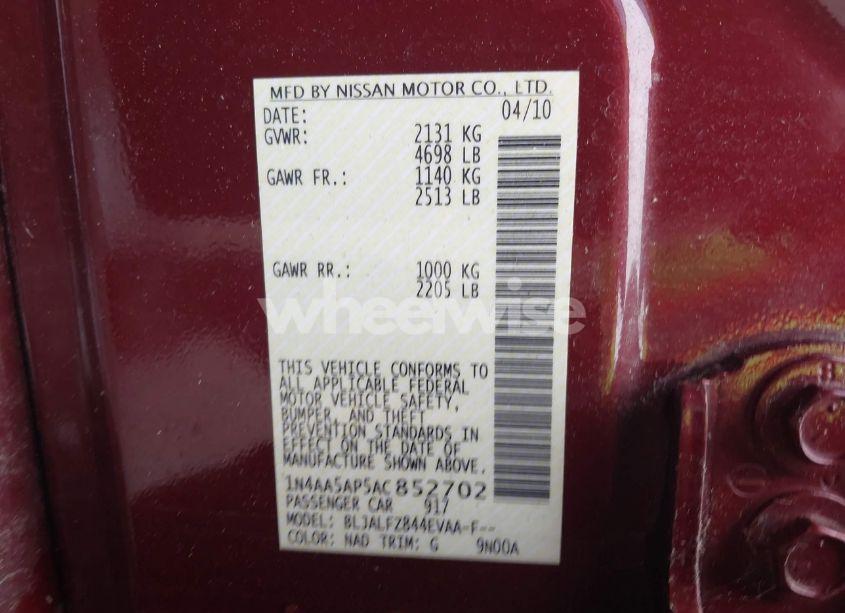 MFD BY NISSAN MOTOR CO., LTD.
DATE: 04/10
GVWR: 2131 KG
4698 LB
GAWR FR.: 1140 KG
2513 LB
GAWR RR.: 1000 KG
2205 LB
wheelwise
THIS VEHICLE CONFORMS TO
ALL APPLICABLE FEDERAL
MOTOR VEHICLE SAFETY,
BUMPER, AND THEFT
PREVENTION STANDARDS IN
EFFECT ON THE DATE OF
MANUFACTURE SHOWN ABOVE.
1N4AA5AP5AC852702
PASSENGER CAR 917
MODEL: BLJALFZB44EVAA-F--
COLOR: NAD TRIM: G 9N00A